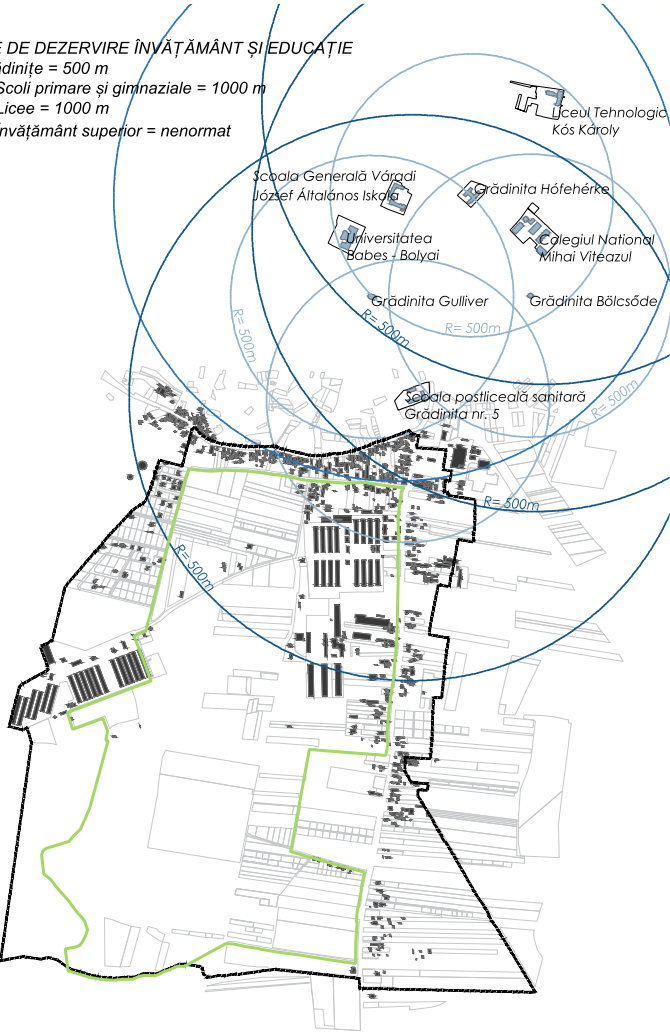 E DE DEZERVIRE ÎNVĂȚĂMÂNT ȘI EDUCAȚIE
ădinițe = 500 m
Scoli primare și gimnaziale = 1000 m
Licee = 1000 m
nvățământ superior = nenormat
Liceul Tehnologic
Kós Károly
Scoala Generală Váradi
József Általános Iskola
Grădinita Hófehérke
Universitatea
Babes - Bolyai
Colegiul National
Mihai Viteazul
Grădinita Gulliver
Grădinita Bölcsőde
R= 500m
R= 500m
R= 500m
R= 500m
Scoala postliceală sanitară
Grădinita nr. 5
R= 500m
R= 500m